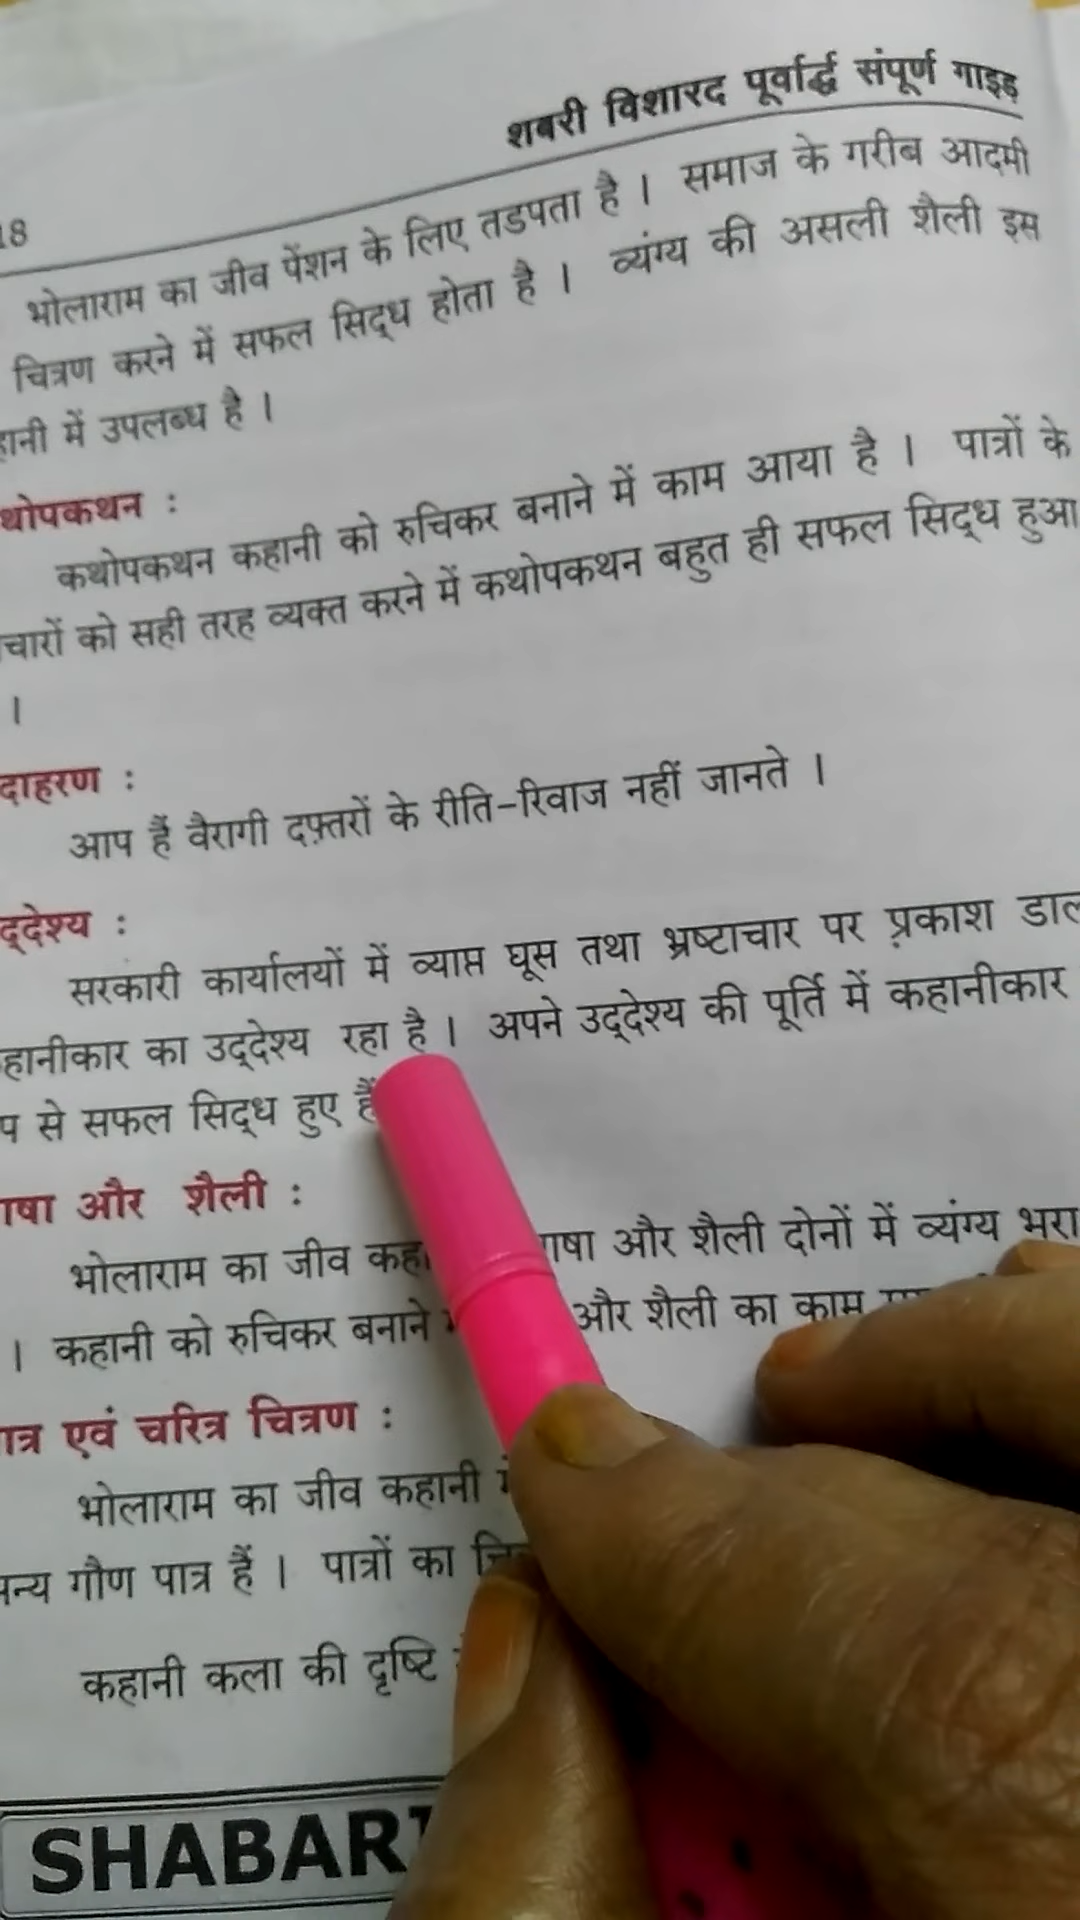 शबरी विशारद पूर्वार्द्ध संपूर्ण गाइड
18
भोलाराम का जीव पेंशन के लिए तडपता है । समाज के गरीब आदमी
चित्रण करने में सफल सिद्ध होता है । व्यंग्य की असली शैली इस
हानी में उपलब्ध है ।
थोपकथन :
कथोपकथन कहानी को रुचिकर बनाने में काम आया है । पात्रों के
चारों को सही तरह व्यक्त करने में कथोपकथन बहुत ही सफल सिद्ध हुआ
।
दाहरण :
आप हैं वैरागी दफ़्तरों के रीति-रिवाज नहीं जानते ।
द्देश्य :
सरकारी कार्यालयों में व्याप्त घूस तथा भ्रष्टाचार पर प्रकाश डाल
हानीकार का उद्देश्य रहा है । अपने उद्देश्य की पूर्ति में कहानीकार
प से सफल सिद्ध हुए हैं
षा और शैली :
भोलाराम का जीव कहा षा और शैली दोनों में व्यंग्य भरा
। कहानी को रुचिकर बनाने और शैली का काम
त्र एवं चरित्र चित्रण :
भोलाराम का जीव कहानी
न्य गौण पात्र हैं । पात्रों का
कहानी कला की दृष्टि
SHABARI